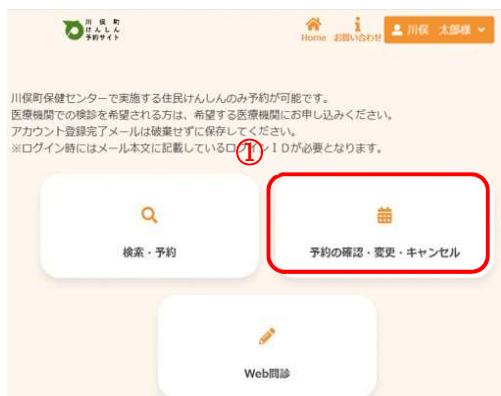 川俣町
けんしん
予約サイト
Home
お問い合わせ
川俣 太郎様
川俣町保健センターで実施する住民けんしんのみ予約が可能です。
医療機関での検診を希望される方は、希望する医療機関にお申し込みください。
アカウント登録完了メールは破棄せずに保存してください。
※ログイン時にはメール本文に記載しているログインＩＤが必要となります。
①
検索・予約
予約の確認・変更・キャンセル
Web問診